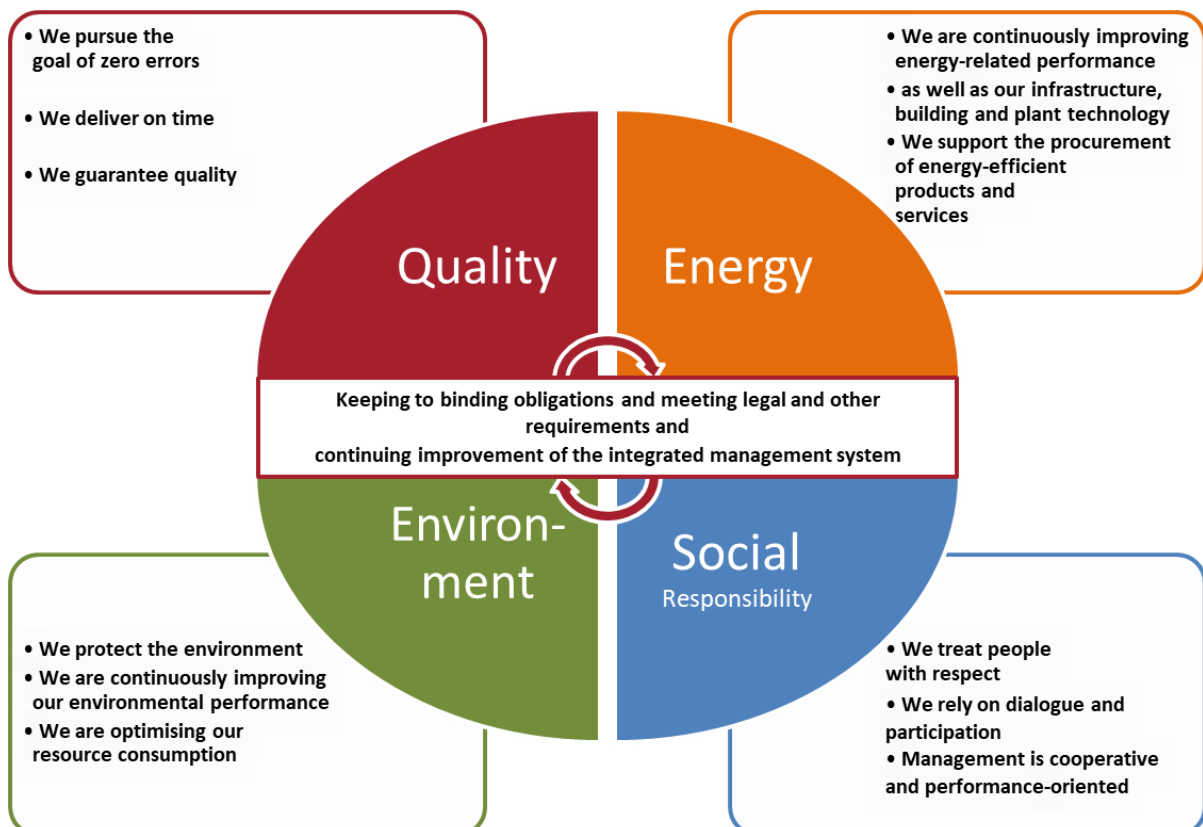 • We pursue the
goal of zero errors
• We deliver on time
• We guarantee quality
• We are continuously improving
energy-related performance
• as well as our infrastructure,
building and plant technology
• We support the procurement
of energy-efficient
products and
services
Quality
Energy
Keeping to binding obligations and meeting legal and other
requirements and
continuing improvement of the integrated management system
Environ-
ment
Social
Responsibility
• We protect the environment
• We are continuously improving
our environmental performance
• We are optimising our
resource consumption
• We treat people
with respect
• We rely on dialogue and
participation
• Management is cooperative
and performance-oriented